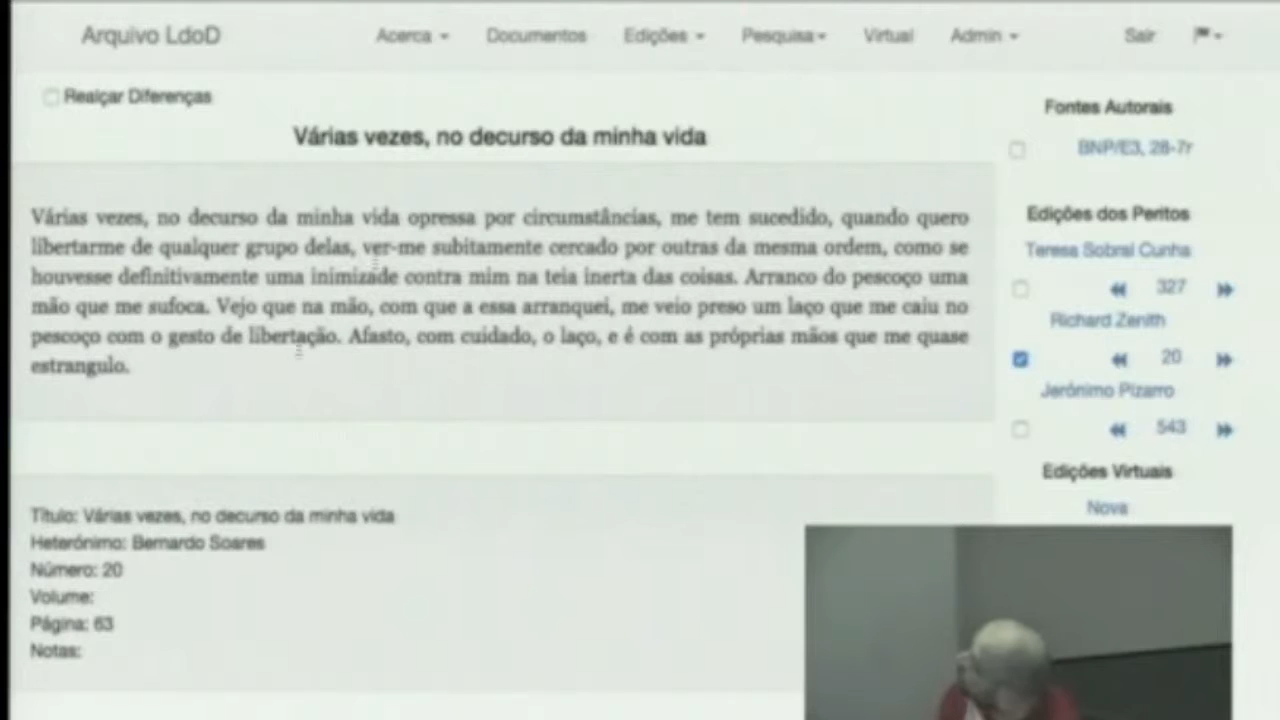 Arquivo LdoD Acerca Documentos Edições Pesquisa Virtual Admin Sair
Realçar Diferenças
Várias vezes, no decurso da minha vida
Várias vezes, no decurso da minha vida opressa por circumstâncias, me tem sucedido, quando quero
libertarme de qualquer grupo delas, ver-me subitamente cercado por outras da mesma ordem, como se
houvesse definitivamente uma inimizade contra mim na teia inerta das coisas. Arranco do pescoço uma
mão que me sufoca. Vejo que na mão, com que a essa arranquei, me veio preso um laço que me caiu no
pescoço com o gesto de libertação. Afasto, com cuidado, o laço, e é com as próprias mãos que me quase
estrangulo.
Título: Várias vezes, no decurso da minha vida
Heterónimo: Bernardo Soares
Número: 20
Volume:
Página: 63
Notas:
Fontes Autorais
BNP/E3, 28-7r
Edições dos Peritos
Teresa Sobral Cunha
327
Richard Zenith
20
Jerónimo Pizarro
543
Edições Virtuais
Nova